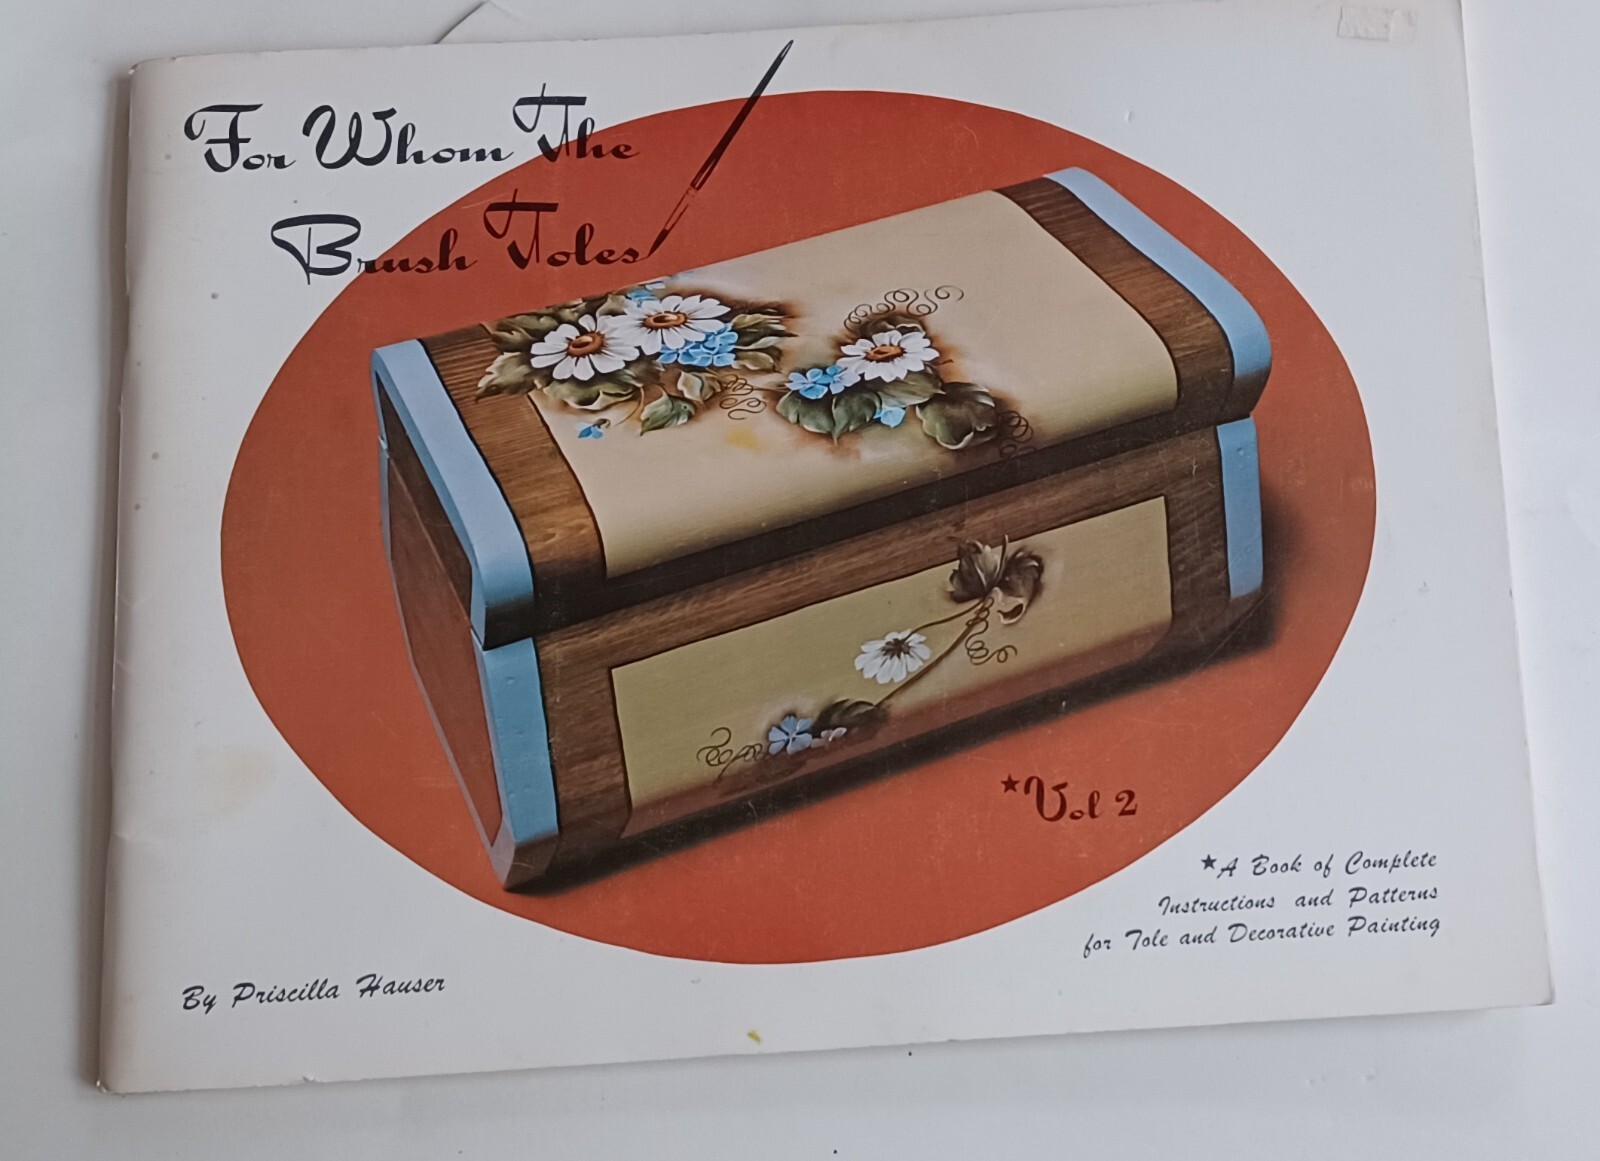 For Whom The
Brush Toles
*Vol 2
*A Book of Complete
Instructions and Patterns
for Tole and Decorative Painting
By Priscilla Hauser